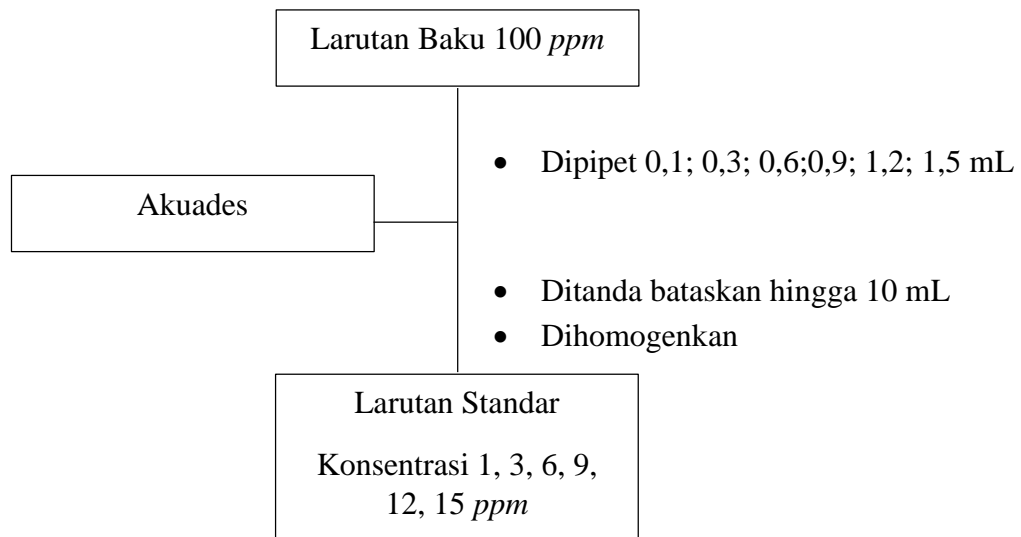 Larutan Baku 100 ppm
• Dipipet 0,1; 0,3; 0,6;0,9; 1,2; 1,5 mL
Akuades
• Ditanda bataskan hingga 10 mL
• Dihomogenkan
Larutan Standar
Konsentrasi 1, 3, 6, 9,
12, 15 ppm